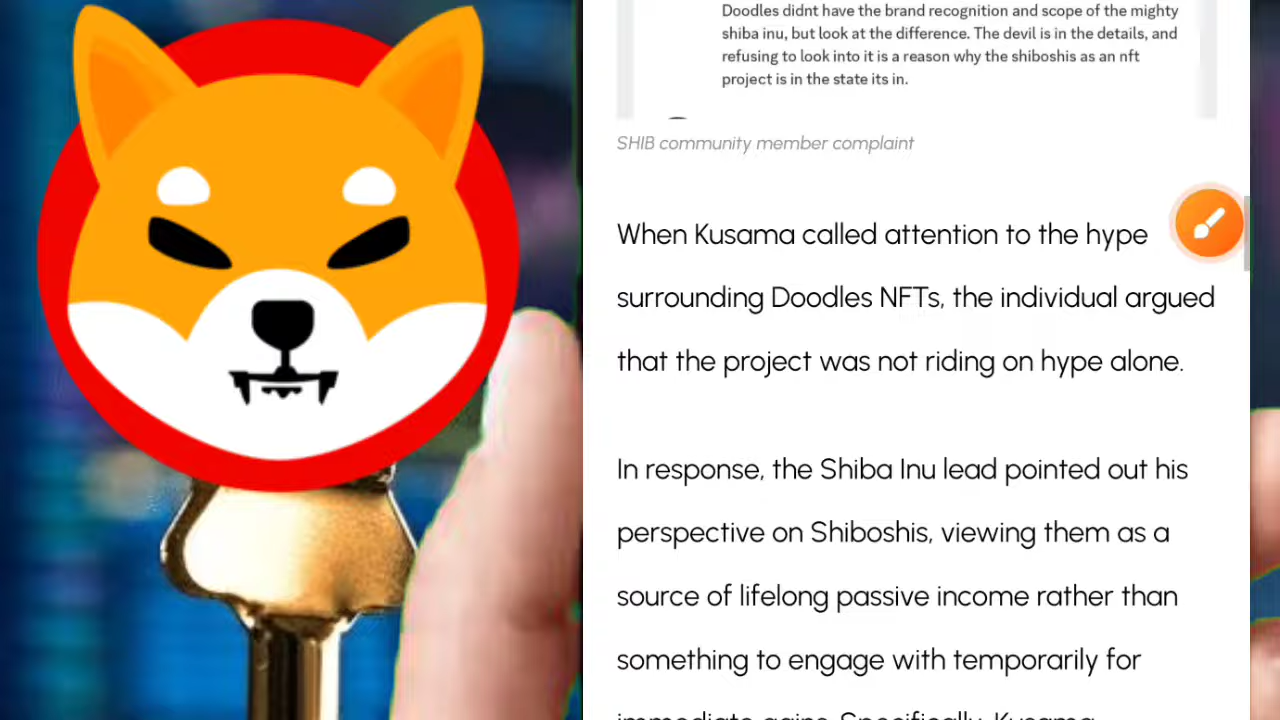 Doodles didnt have the brand recognition and scope of the mighty
shiba inu, but look at the difference. The devil is in the details, and
refusing to look into it is a reason why the shiboshis as an nft
project is in the state its in.
SHIB community member complaint
When Kusama called attention to the hype
surrounding Doodles NFTs, the individual argued
that the project was not riding on hype alone.
In response, the Shiba Inu lead pointed out his
perspective on Shiboshis, viewing them as a
source of lifelong passive income rather than
something to engage with temporarily for
immediate gains. Specifically, Kusama